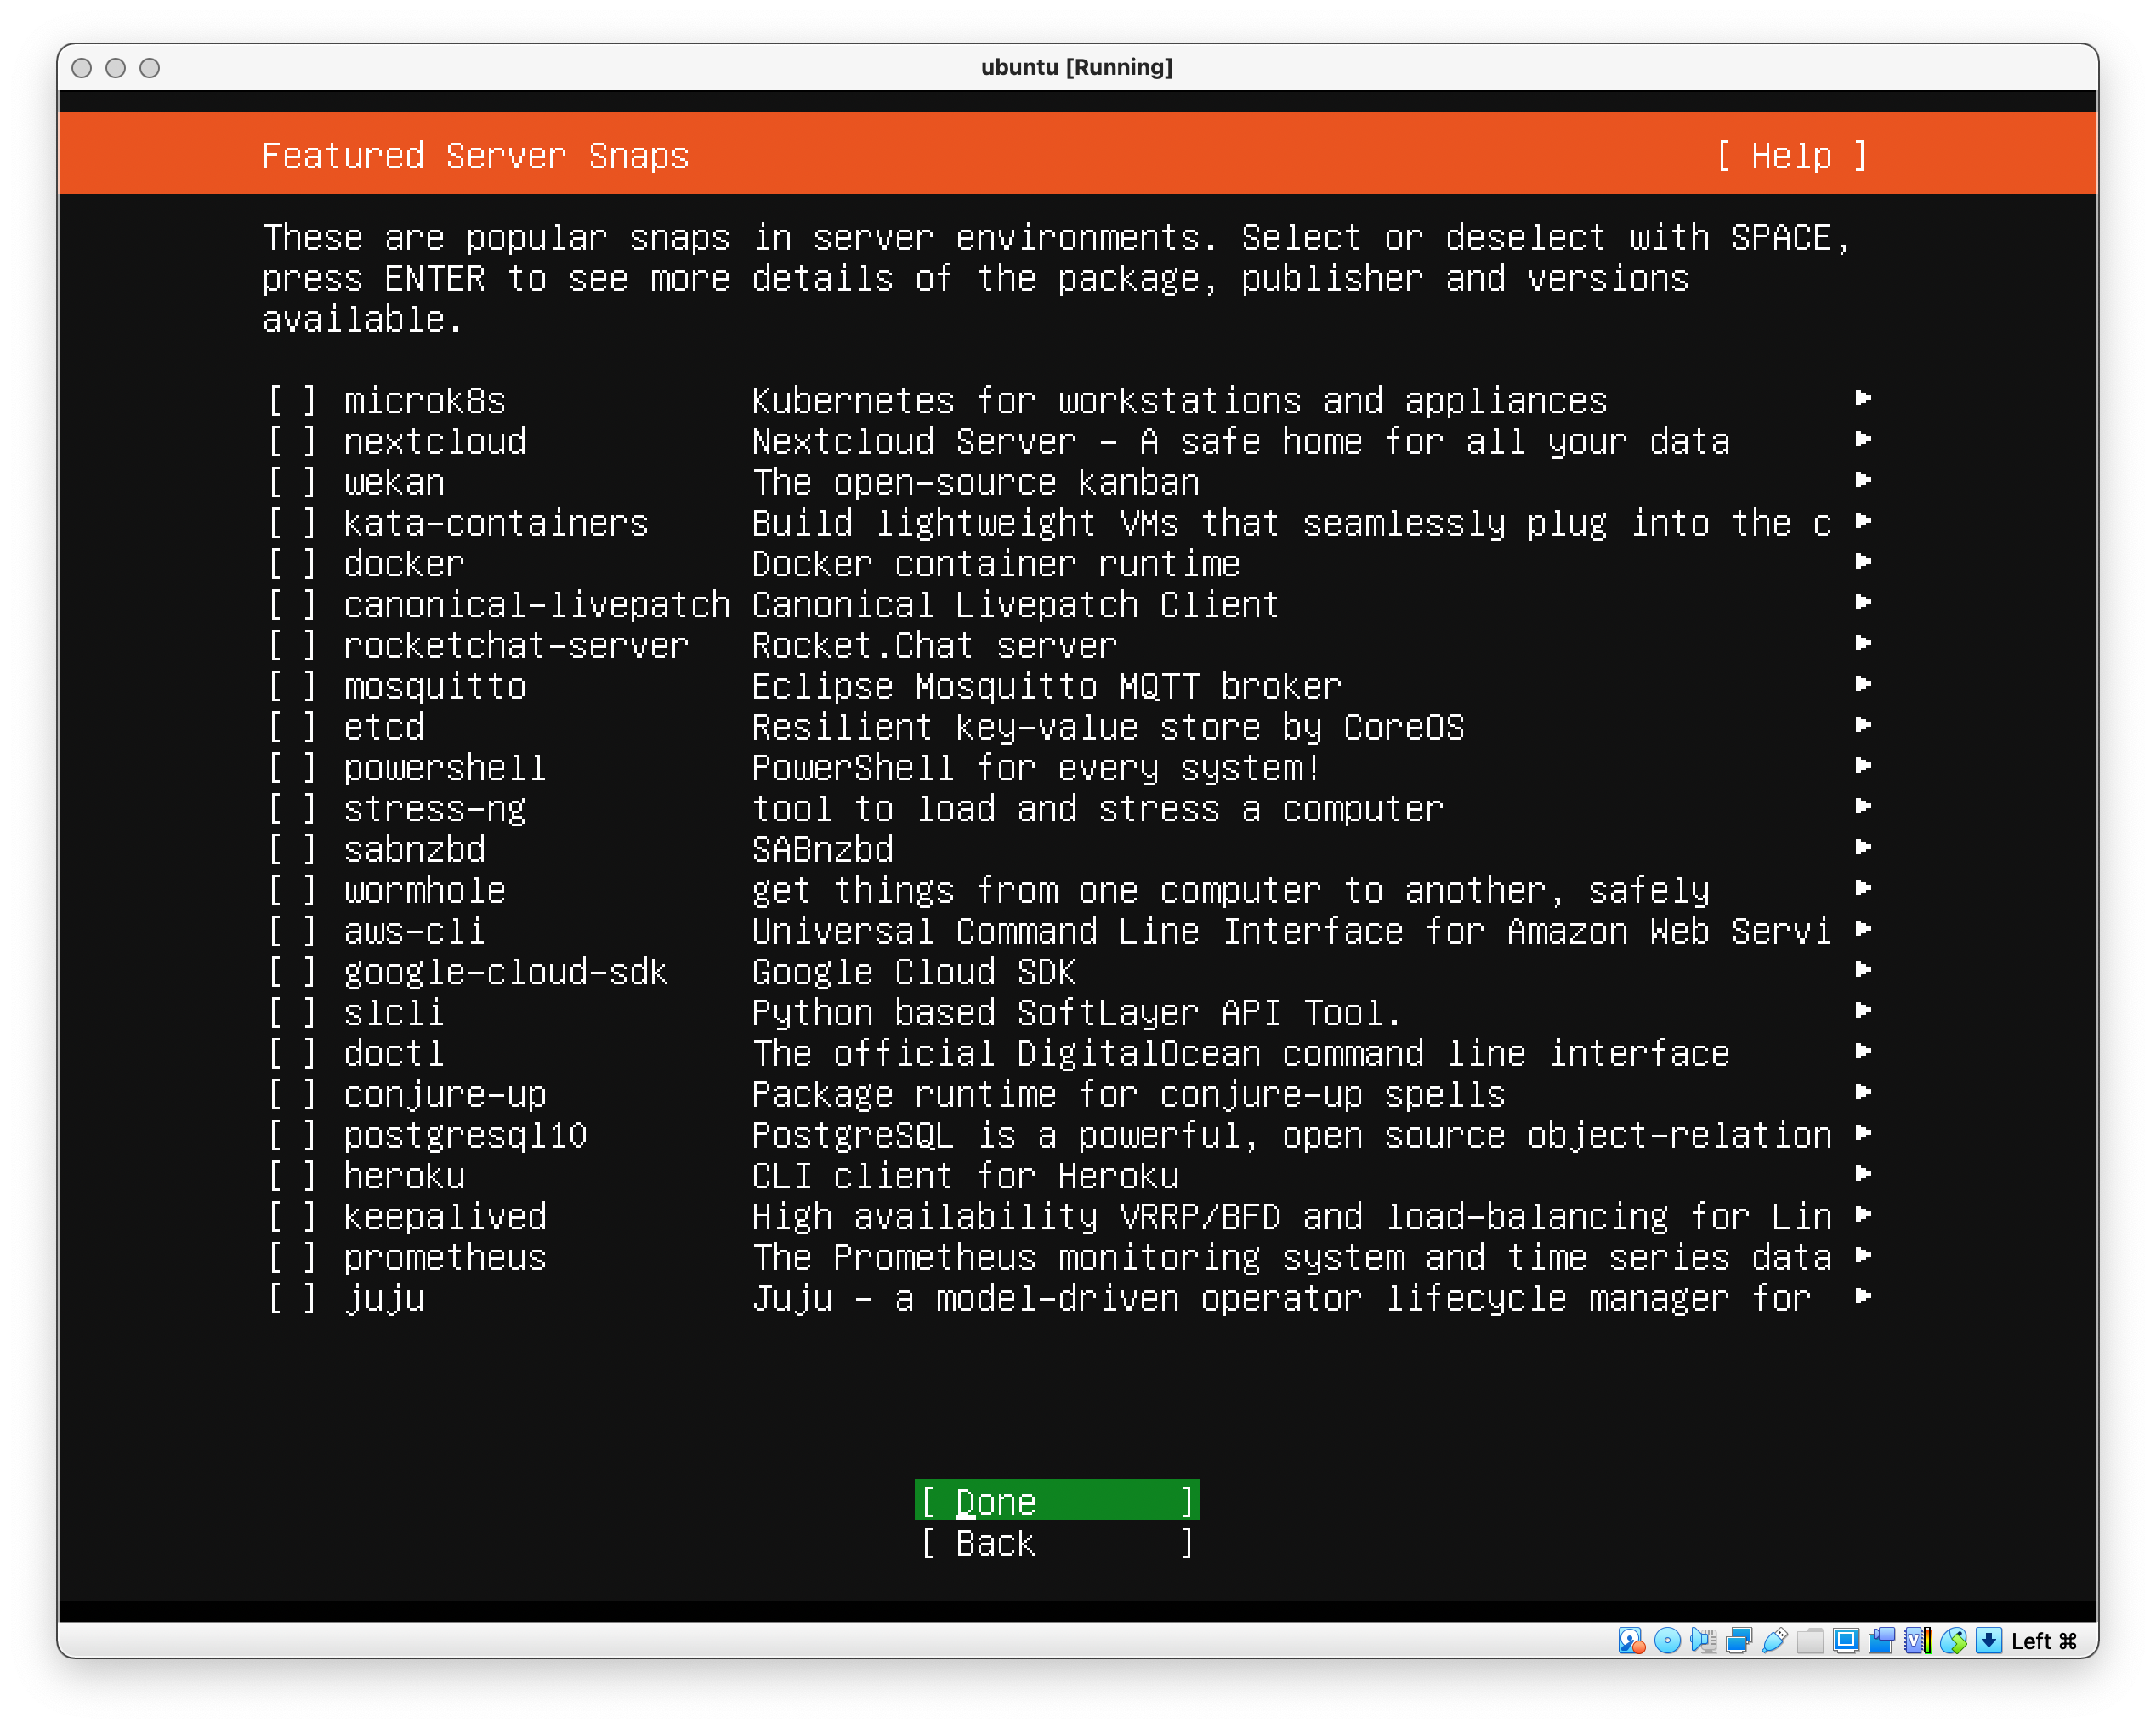 ubuntu [Running]
Featured Server Snaps [ Help ]
These are popular snaps in server environments. Select or deselect with SPACE,
press ENTER to see more details of the package, publisher and versions
available.
[ ] microk8s Kubernetes for workstations and appliances ►
[ ] nextcloud Nextcloud Server - A safe home for all your data ►
[ ] wekan The open-source kanban ►
[ ] kata-containers Build lightweight VMs that seamlessly plug into the c ►
[ ] docker Docker container runtime ►
[ ] canonical-livepatch Canonical Livepatch Client ►
[ ] rocketchat-server Rocket.Chat server ►
[ ] mosquitto Eclipse Mosquitto MQTT broker ►
[ ] etcd Resilient key-value store by CoreOS ►
[ ] powershell PowerShell for every system! ►
[ ] stress-ng tool to load and stress a computer ►
[ ] sabnzbd SABnzbd ►
[ ] wormhole get things from one computer to another, safely ►
[ ] aws-cli Universal Command Line Interface for Amazon Web Servi ►
[ ] google-cloud-sdk Google Cloud SDK ►
[ ] slcli Python based SoftLayer API Tool. ►
[ ] doctl The official DigitalOcean command line interface ►
[ ] conjure-up Package runtime for conjure-up spells ►
[ ] postgresql10 PostgreSQL is a powerful, open source object-relation ►
[ ] heroku CLI client for Heroku ►
[ ] keepalived High availability VRRP/BFD and load-balancing for Lin ►
[ ] prometheus The Prometheus monitoring system and time series data ►
[ ] juju Juju - a model-driven operator lifecycle manager for ►
[ Done ]
[ Back ]
Left ⌘